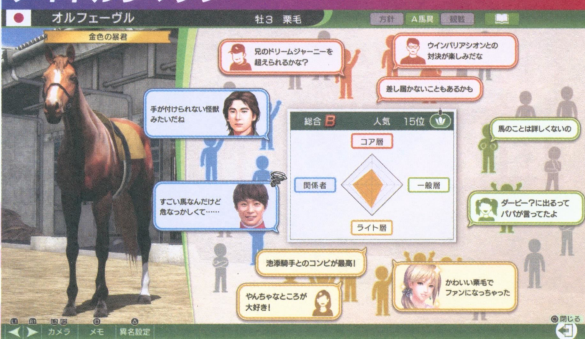 オルフェーヴル
牡3 栗毛
方針
A馬房
観戦
金色の暴君
兄のドリームジャーニーを
超えられるかな?
ウインバリアシオンとの
対決が楽しみだな
差し届かないこともあるかも
手が付けられない怪獣
みたいだね
総合 B 人気 15位
コア層
関係者
一般層
ライト層
馬のことは詳しくないの
すごい馬なんだけど
危なっかしくて……
ダービー?に出るって
パパが言ってたよ
池添騎手とのコンビが最高!
やんちゃなところが
大好き!
かわいい栗毛で
ファンになっちゃった
閉じる
カメラ
メモ
異名設定